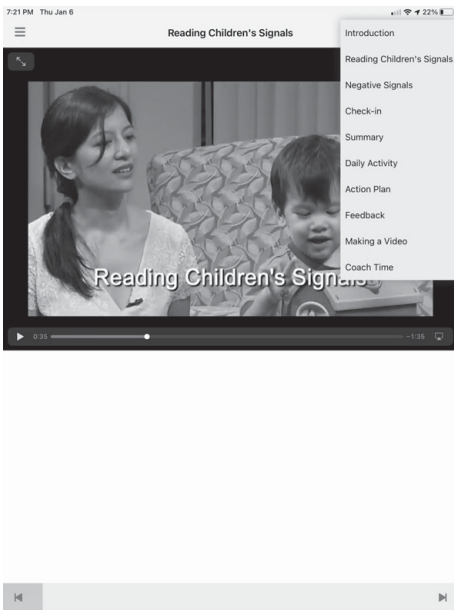 7:21 PM Thu Jan 6
22%
Reading Children's Signals
Introduction
Reading Children's Signals
Negative Signals
Check-in
Summary
Daily Activity
Action Plan
Feedback
Making a Video
Coach Time
Reading Children's Signals
0:35
-1:35